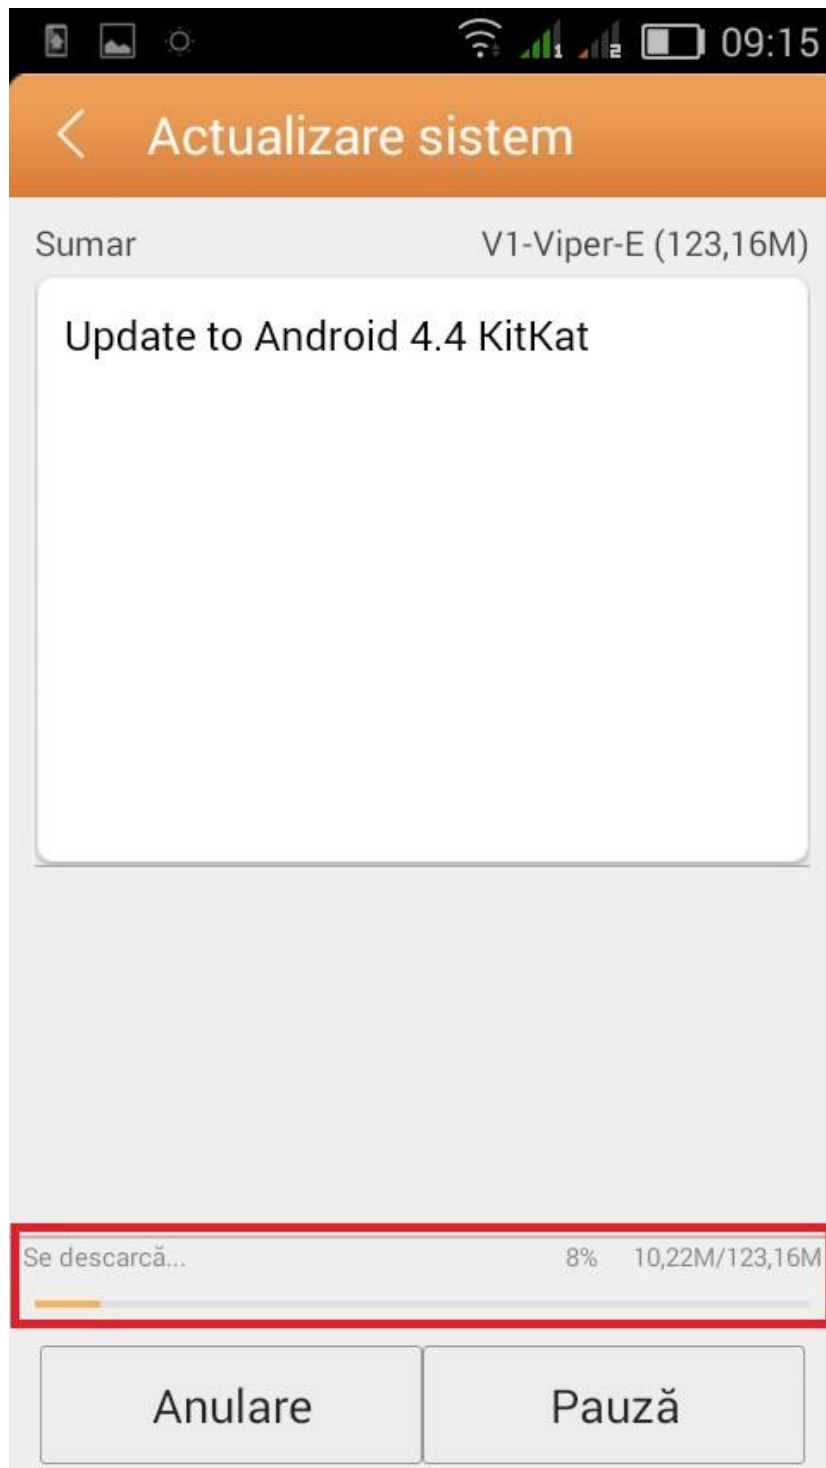 09:15
Actualizare sistem
Sumar V1-Viper-E (123,16M)
Update to Android 4.4 KitKat
Se descarcă... 8% 10,22M/123,16M
Anulare Pauză